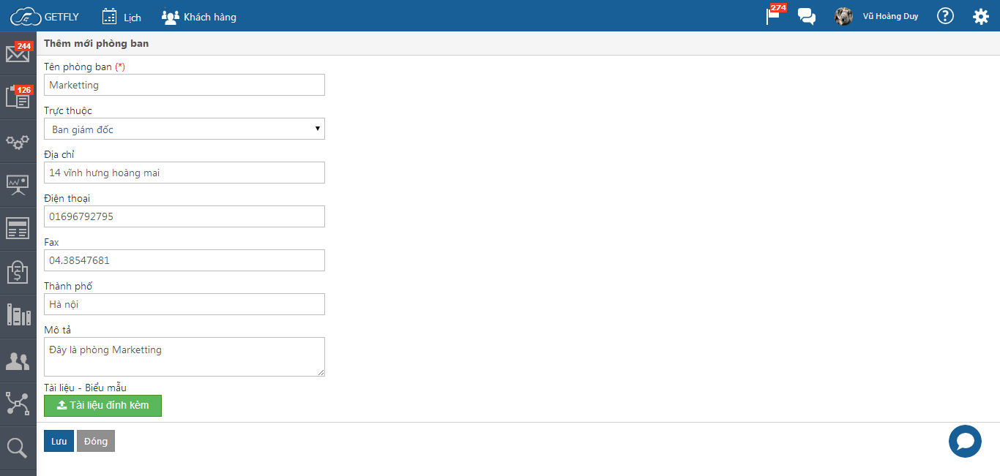 GETFLY Lịch Khách hàng 274 Vũ Hoàng Duy ?
244
126
Thêm mới phòng ban
Tên phòng ban (*)
Marketting
Trực thuộc
Ban giám đốc
Địa chỉ
14 vĩnh hưng hoàng mai
Điện thoại
01696792795
Fax
04.38547681
Thành phố
Hà nội
Mô tả
Đây là phòng Marketting
Tài liệu - Biểu mẫu
Tài liệu đính kèm
Lưu Đóng